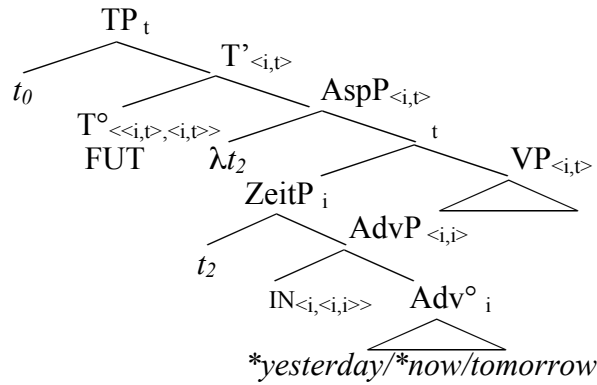 TP t
t0 T’<i,t>
T°<<i,t>,<i,t>> AspP<i,t>
FUT λt2 t
ZeitP i VP<i,t>
t2 AdvP <i,i>
IN<i,<i,i>> Adv° i
*yesterday/*now/tomorrow